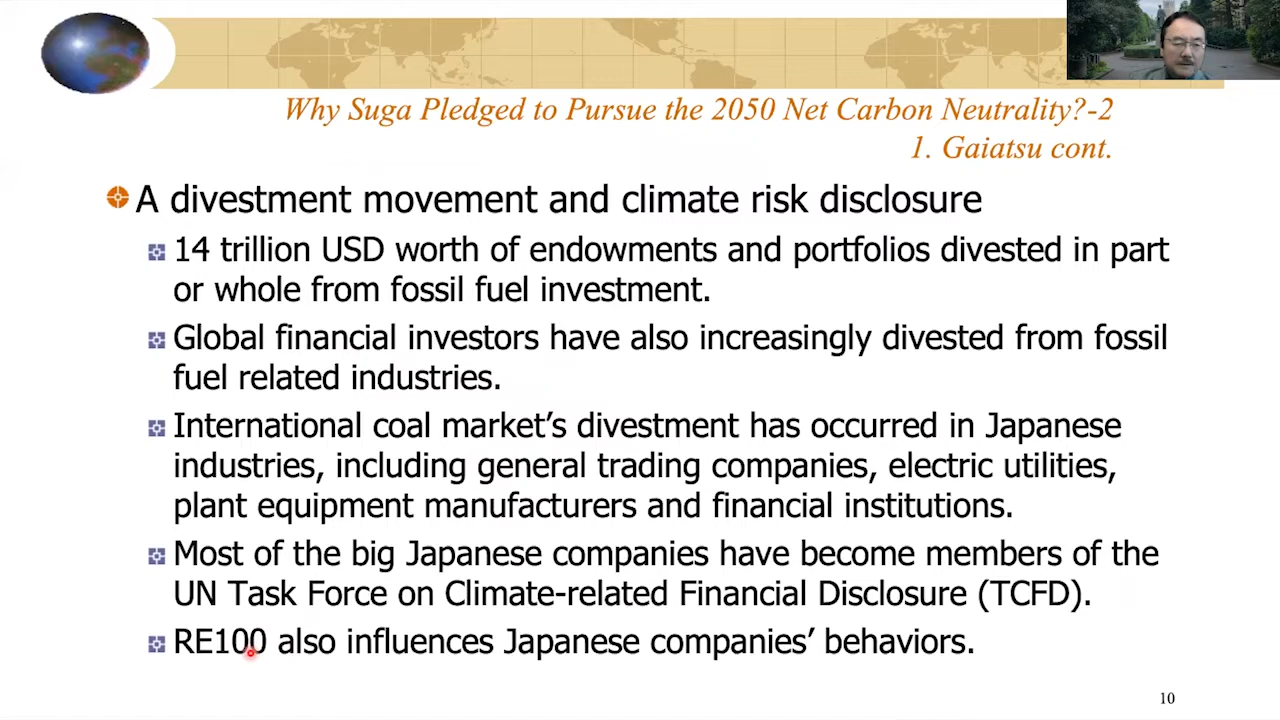 Why Suga Pledged to Pursue the 2050 Net Carbon Neutrality?-2
1. Gaiatsu cont.
A divestment movement and climate risk disclosure
14 trillion USD worth of endowments and portfolios divested in part
or whole from fossil fuel investment.
Global financial investors have also increasingly divested from fossil
fuel related industries.
International coal market’s divestment has occurred in Japanese
industries, including general trading companies, electric utilities,
plant equipment manufacturers and financial institutions.
Most of the big Japanese companies have become members of the
UN Task Force on Climate-related Financial Disclosure (TCFD).
RE100 also influences Japanese companies’ behaviors.
10